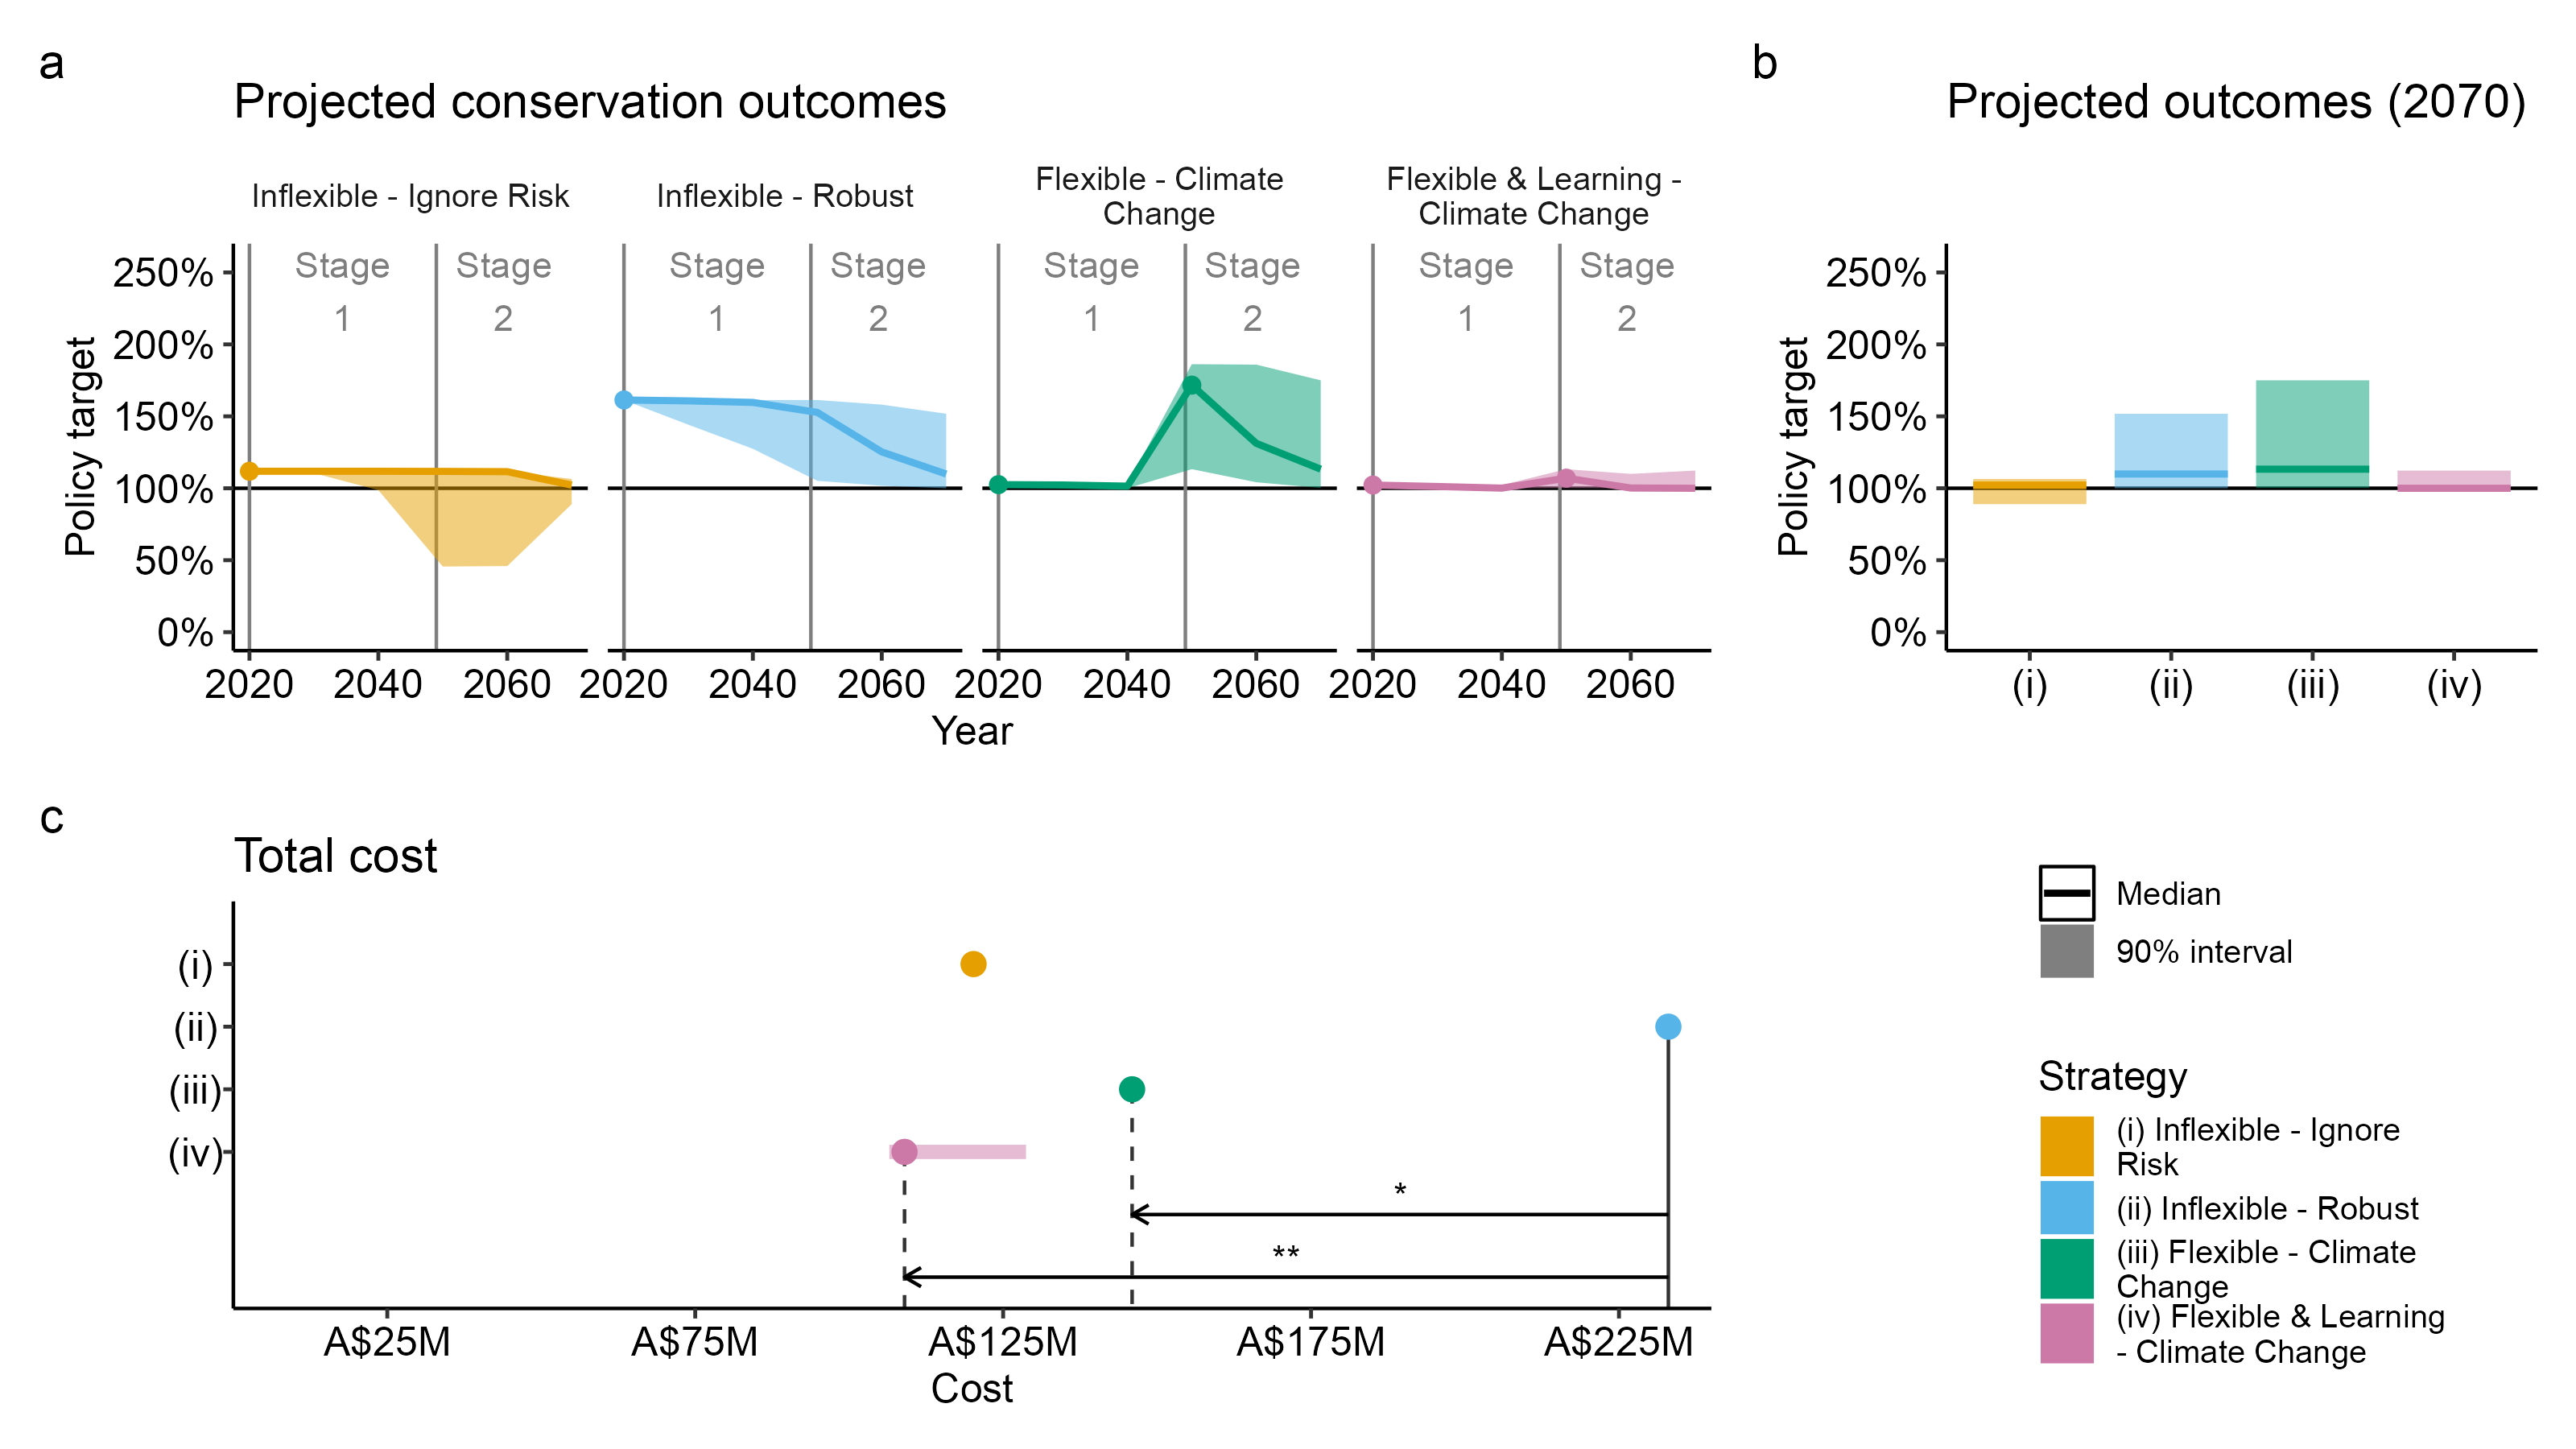 a
Projected conservation outcomes
Inflexible - Ignore Risk
Inflexible - Robust
Flexible - Climate
Change
Flexible & Learning -
Climate Change
Stage
1
Stage
2
Stage
1
Stage
2
Stage
1
Stage
2
Stage
1
Stage
2
Policy target
250%
200%
150%
100%
50%
0%
2020 2040 2060
2020 2040 2060
2020 2040 2060
2020 2040 2060
Year
b
Projected outcomes (2070)
Policy target
250%
200%
150%
100%
50%
0%
(i) (ii) (iii) (iv)
c
Total cost
(i)
(ii)
(iii)
(iv)
*
**
A$25M A$75M A$125M A$175M A$225M
Cost
Median
90% interval
Strategy
(i) Inflexible - Ignore
Risk
(ii) Inflexible - Robust
(iii) Flexible - Climate
Change
(iv) Flexible & Learning
- Climate Change